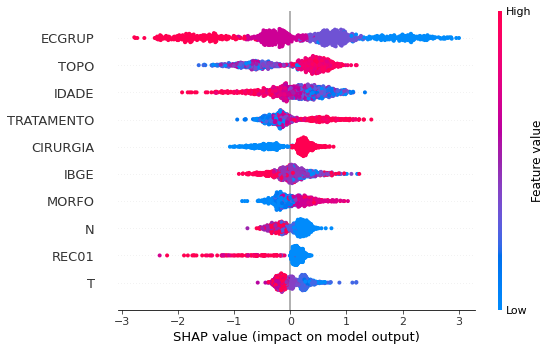 High
ECGRUP
TOPO
IDADE
TRATAMENTO
CIRURGIA
IBGE
MORFO
N
REC01
T
Feature value
Low
−3 −2 −1 0 1 2 3
SHAP value (impact on model output)